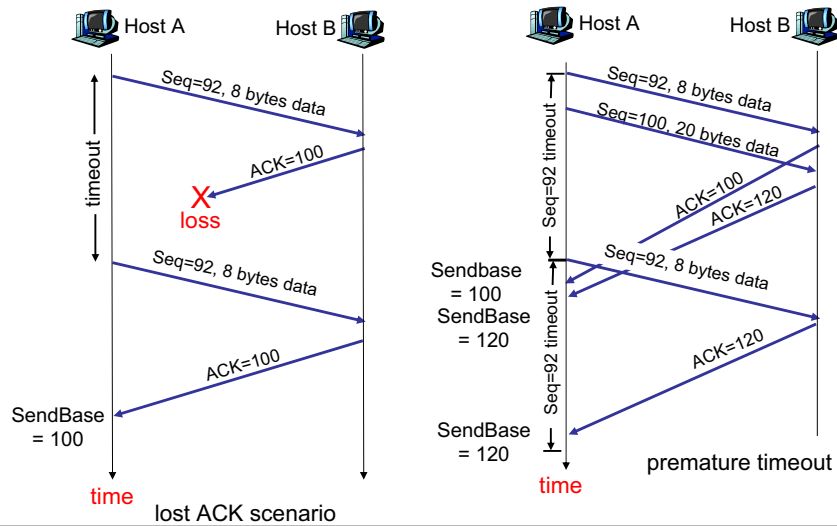 Host A
Host B
Seq=92, 8 bytes data
timeout
ACK=100
X
loss
Seq=92, 8 bytes data
ACK=100
SendBase
= 100
time
lost ACK scenario
Host A
Host B
Seq=92, 8 bytes data
Seq=100, 20 bytes data
Seq=92 timeout
ACK=100
ACK=120
Seq=92, 8 bytes data
Sendbase
= 100
SendBase
= 120
Seq=92 timeout
ACK=120
SendBase
= 120
time
premature timeout